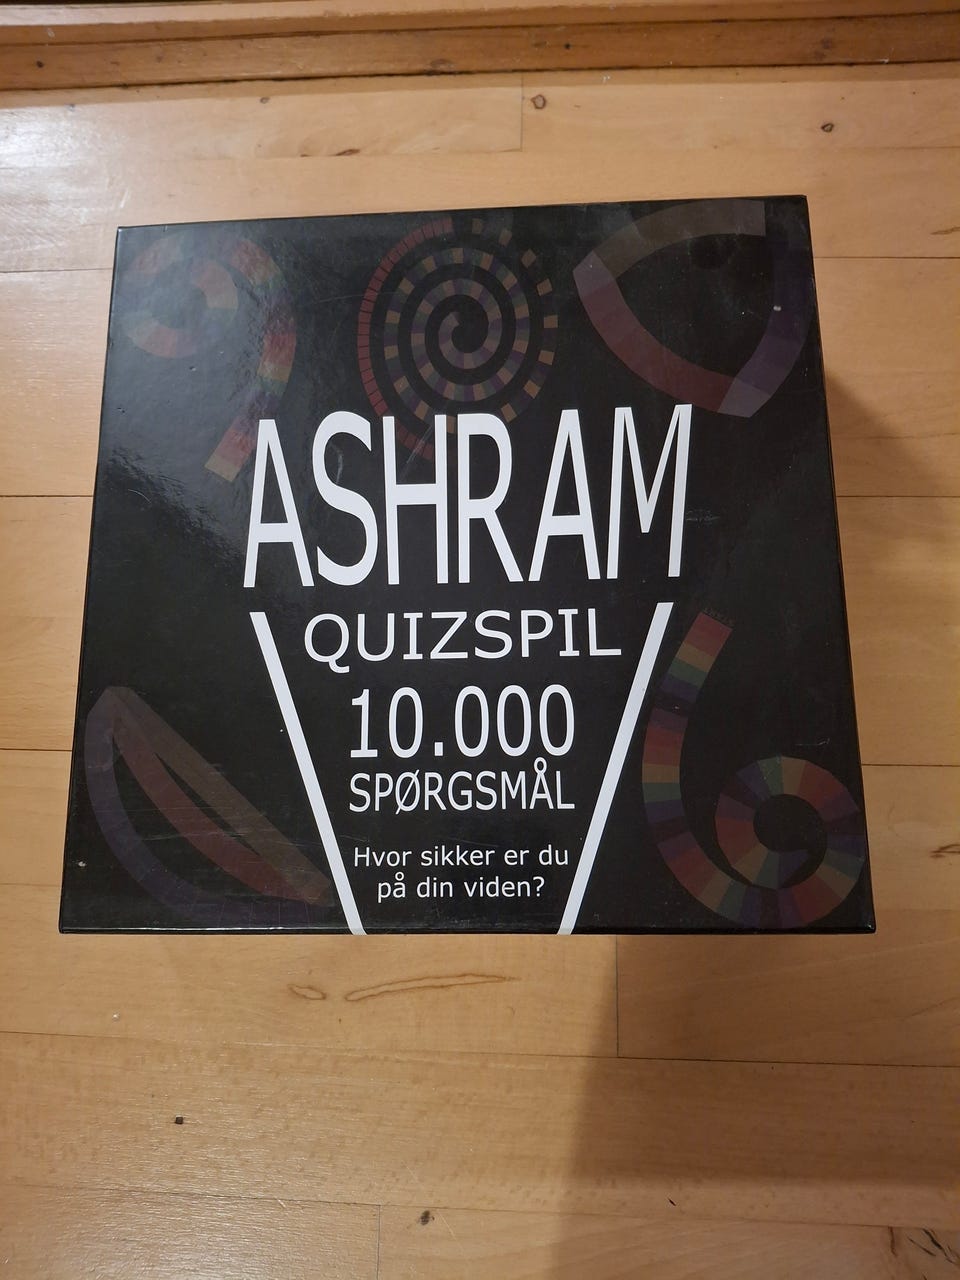 ASHRAM
QUIZSPIL
10.000
SPØRGSMÅL
Hvor sikker er du
på din viden?